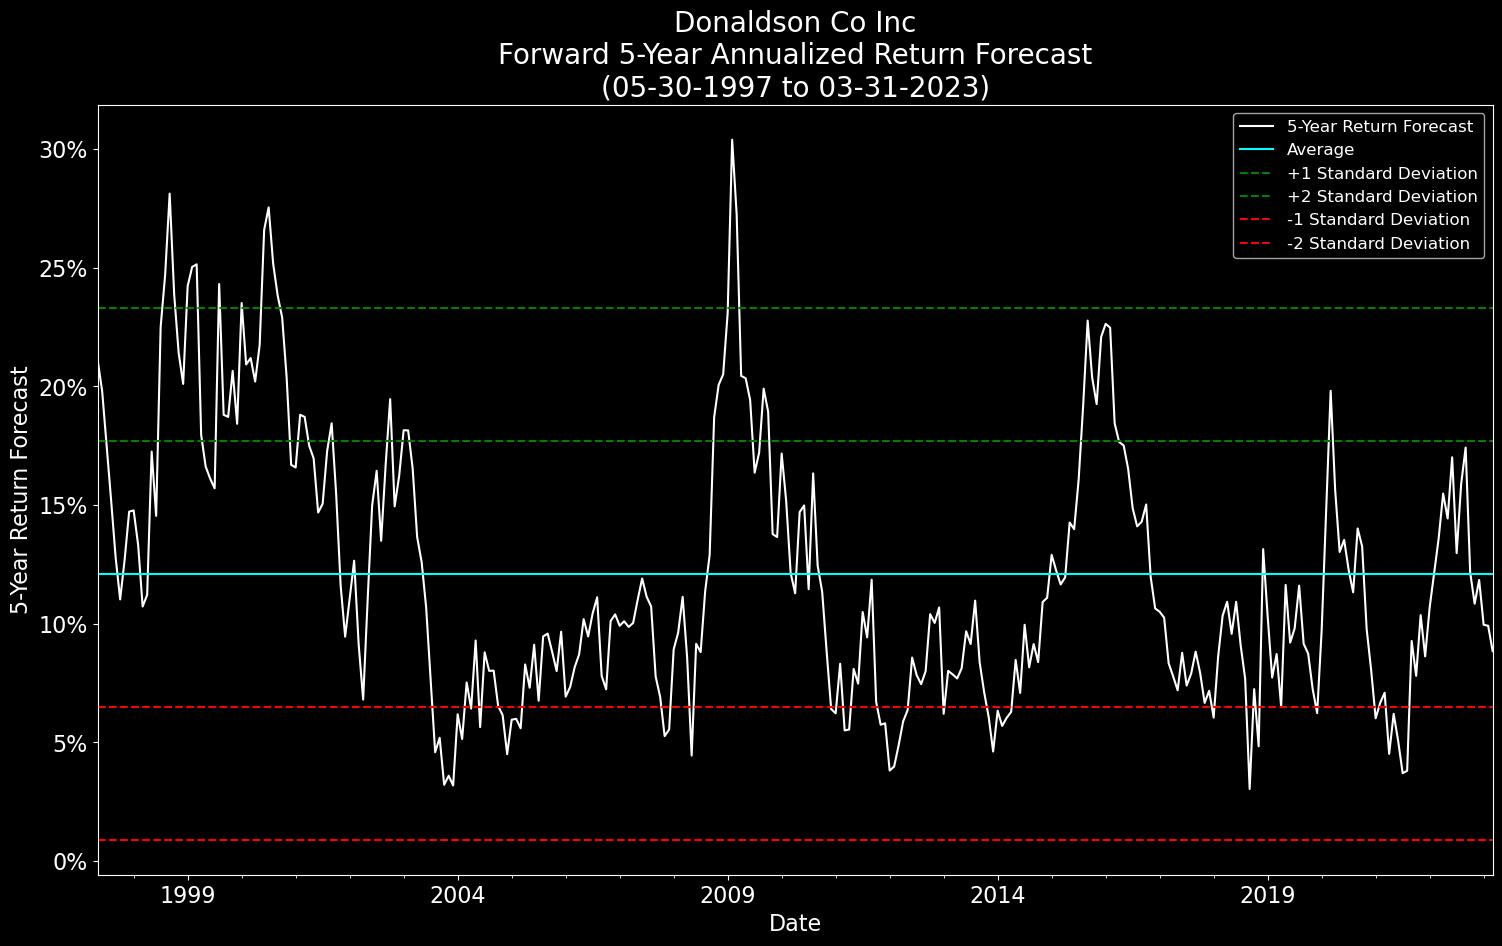 Donaldson Co Inc
Forward 5-Year Annualized Return Forecast
(05-30-1997 to 03-31-2023)
5-Year Return Forecast
Average
+1 Standard Deviation
+2 Standard Deviation
-1 Standard Deviation
-2 Standard Deviation
5-Year Return Forecast
30%
25%
20%
15%
10%
5%
0%
1999
2004
2009
2014
2019
Date